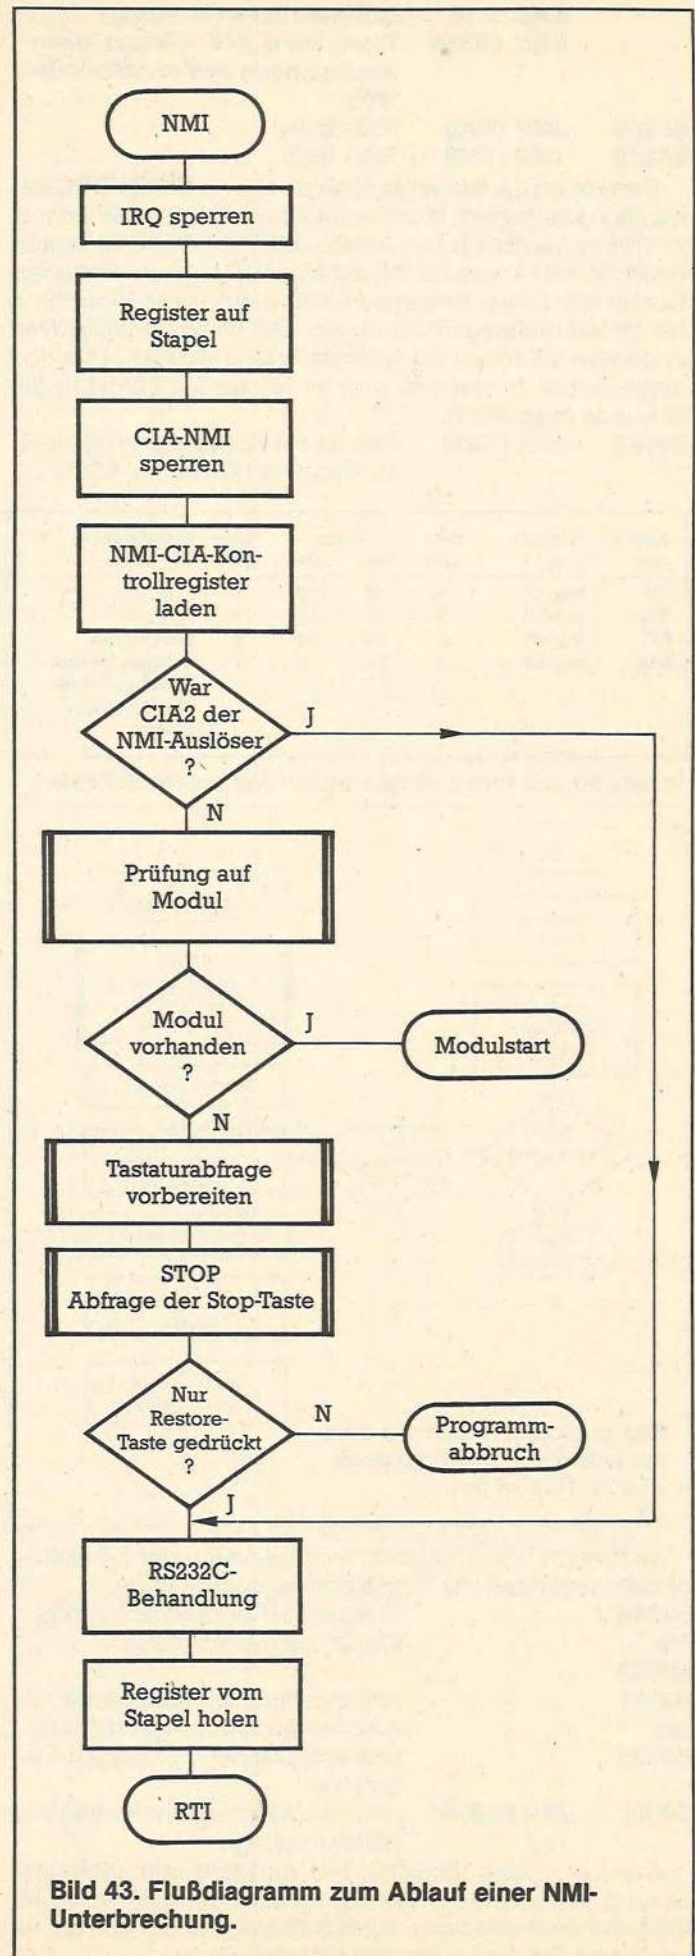 NMI
IRQ sperren
Register auf
Stapel
CIA-NMI
sperren
NMI-CIA-Kon-
trollregister
laden
War
CIA2 der
NMI-Auslöser
?
J
N
Prüfung auf
Modul
Modul
vorhanden
?
J
Modulstart
N
Tastaturabfrage
vorbereiten
STOP
Abfrage der Stop-Taste
Nur
Restore-
Taste gedrückt
?
N
Programm-
abbruch
J
RS232C-
Behandlung
Register vom
Stapel holen
RTI
Bild 43. Flußdiagramm zum Ablauf einer NMI-
Unterbrechung.